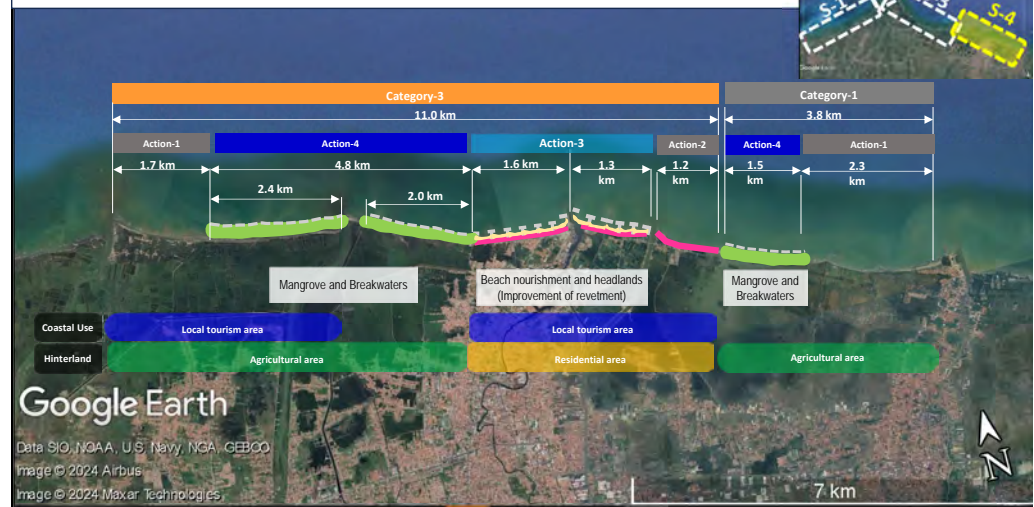 S-1
S-4
Category-3
Category-1
11.0 km
3.8 km
Action-1
Action-4
Action-3
Action-2
Action-4
Action-1
1.7 km
4.8 km
1.6 km
1.3
km
1.2
km
1.5
km
2.3
km
2.4 km
2.0 km
Mangrove and Breakwaters
Beach nourishment and headlands
(Improvement of revetment)
Mangrove and
Breakwaters
Coastal Use
Local tourism area
Local tourism area
Hinterland
Agricultural area
Residential area
Agricultural area
Google Earth
Data SIO, NOAA, U.S. Navy, NGA, GEBCO
Image © 2024 Airbus
Image © 2024 Maxar Technologies
7 km
N